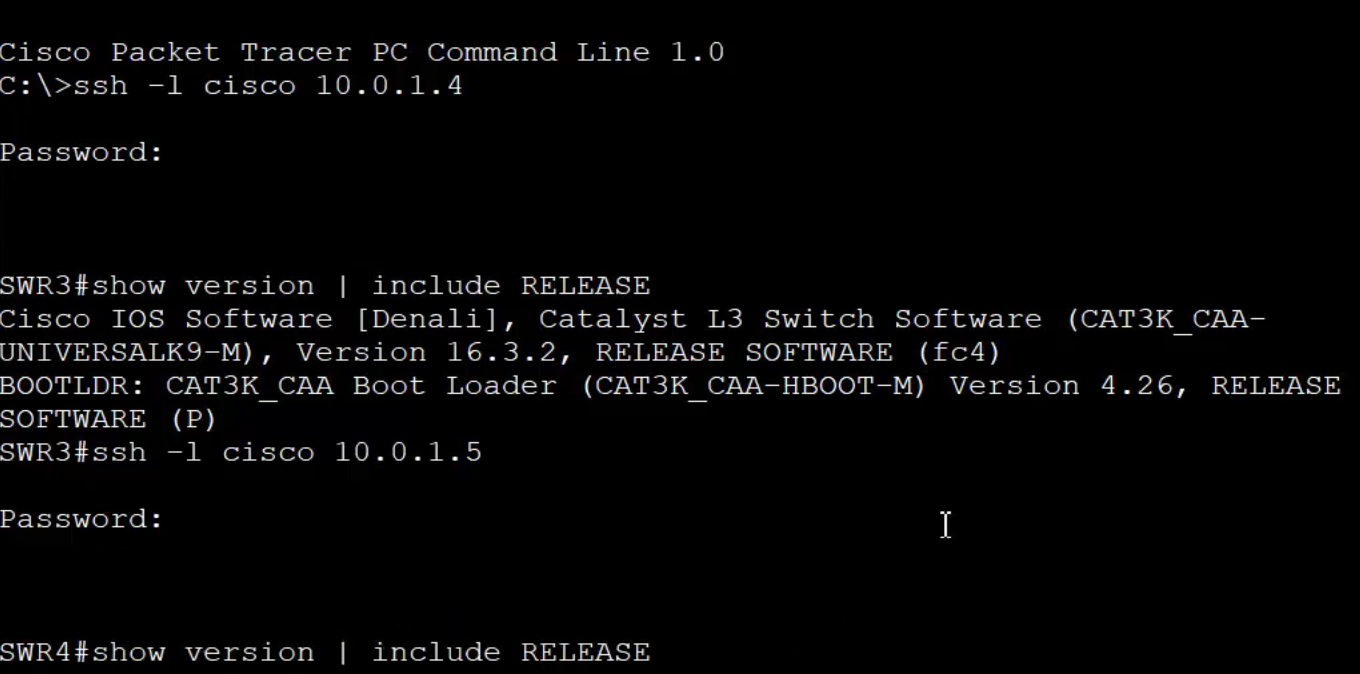 Cisco Packet Tracer PC Command Line 1.0
C:\>ssh -l cisco 10.0.1.4
Password:
SWR3#show version | include RELEASE
Cisco IOS Software [Denali], Catalyst L3 Switch Software (CAT3K_CAA-
UNIVERSALK9-M), Version 16.3.2, RELEASE SOFTWARE (fc4)
BOOTLDR: CAT3K_CAA Boot Loader (CAT3K_CAA-HBOOT-M) Version 4.26, RELEASE
SOFTWARE (P)
SWR3#ssh -l cisco 10.0.1.5
Password:
SWR4#show version | include RELEASE